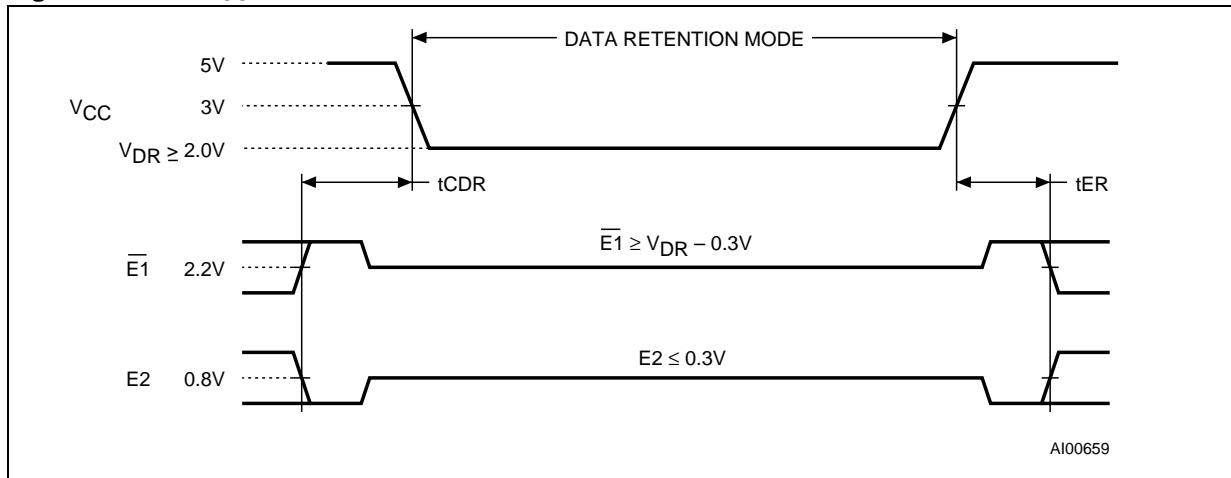 DATA RETENTION MODE
5V
VCC 3V
VDR ≥ 2.0V
tCDR
tER
E1 ≥ VDR – 0.3V
E1 2.2V
E2 ≤ 0.3V
E2 0.8V
AI00659